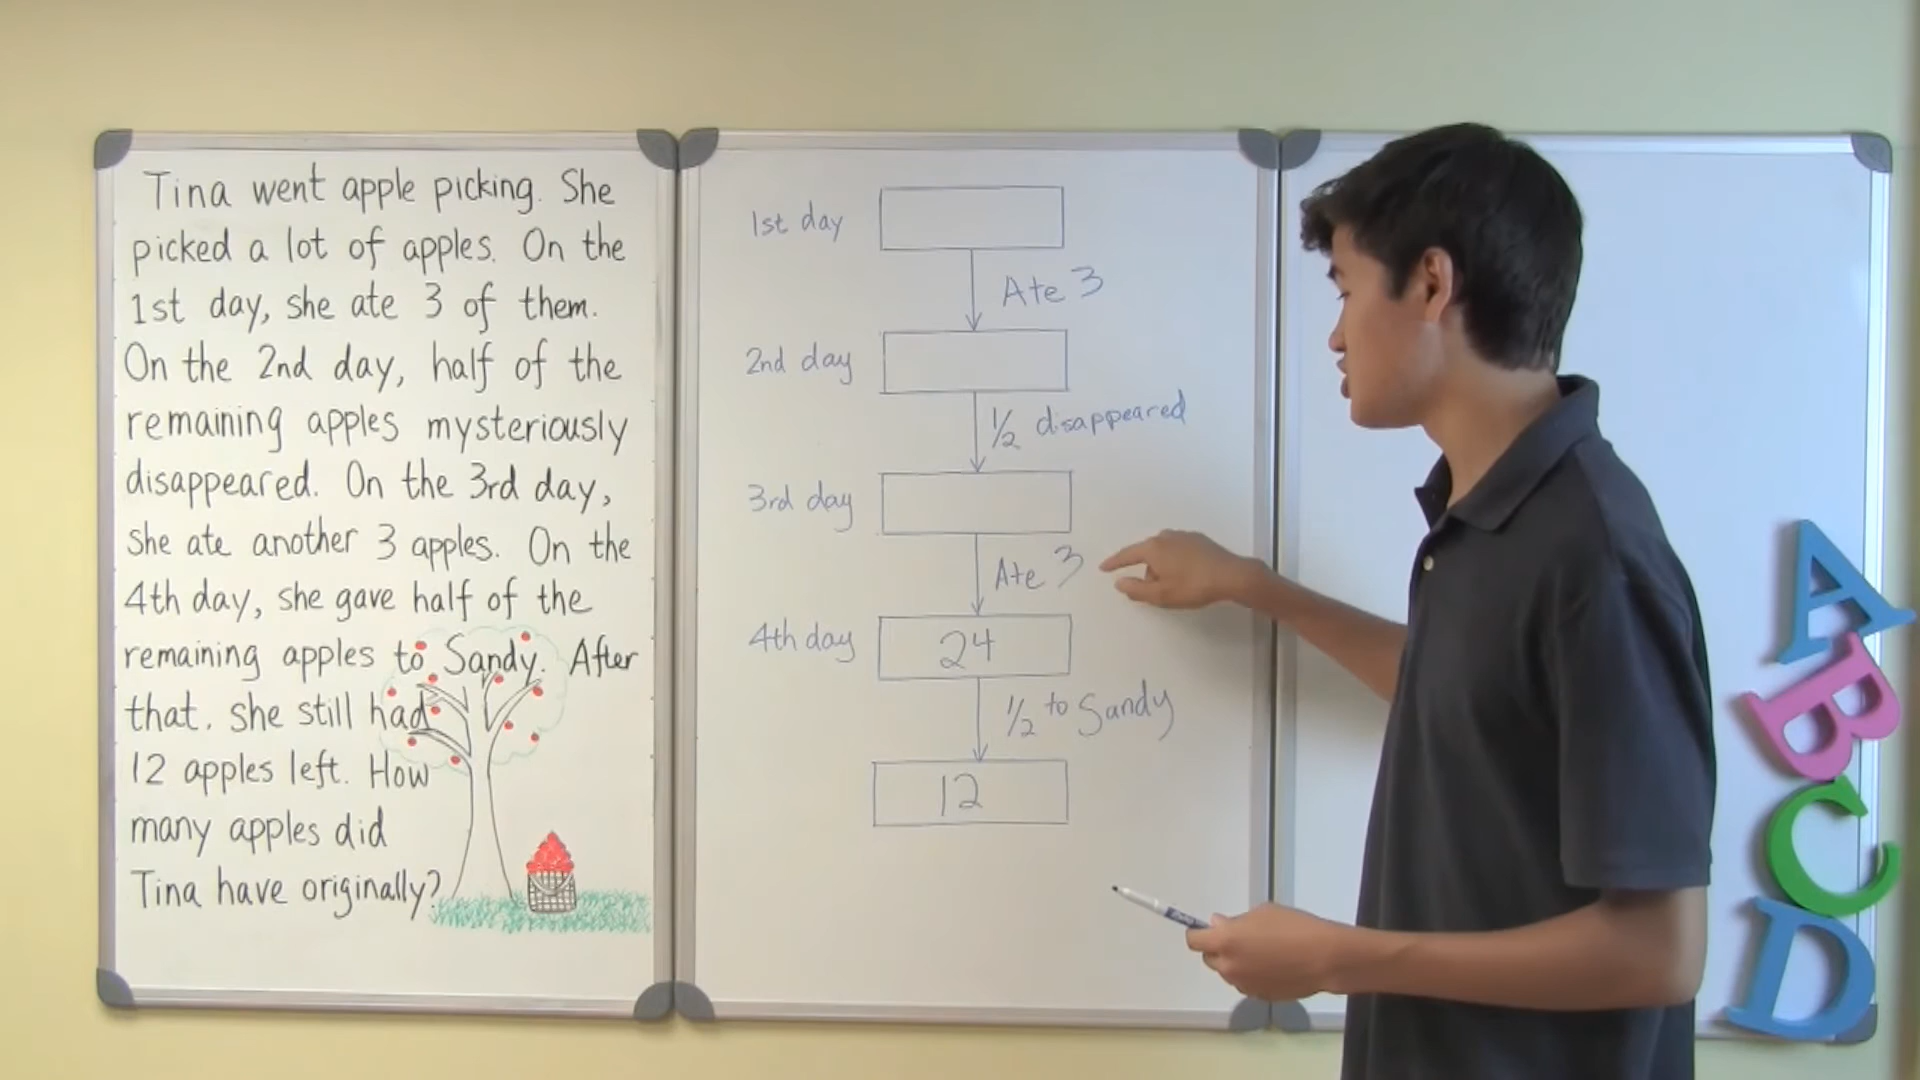 Tina went apple picking. She
picked a lot of apples. On the
1st day, she ate 3 of them.
On the 2nd day, half of the
remaining apples mysteriously
disappeared. On the 3rd day,
she ate another 3 apples. On the
4th day, she gave half of the
remaining apples to Sandy. After
that, she still had
12 apples left. How
many apples did
Tina have originally?
1st day
Ate 3
2nd day
1/2 disappeared
3rd day
Ate 3
4th day
24
1/2 to Sandy
12
A
B
C
D